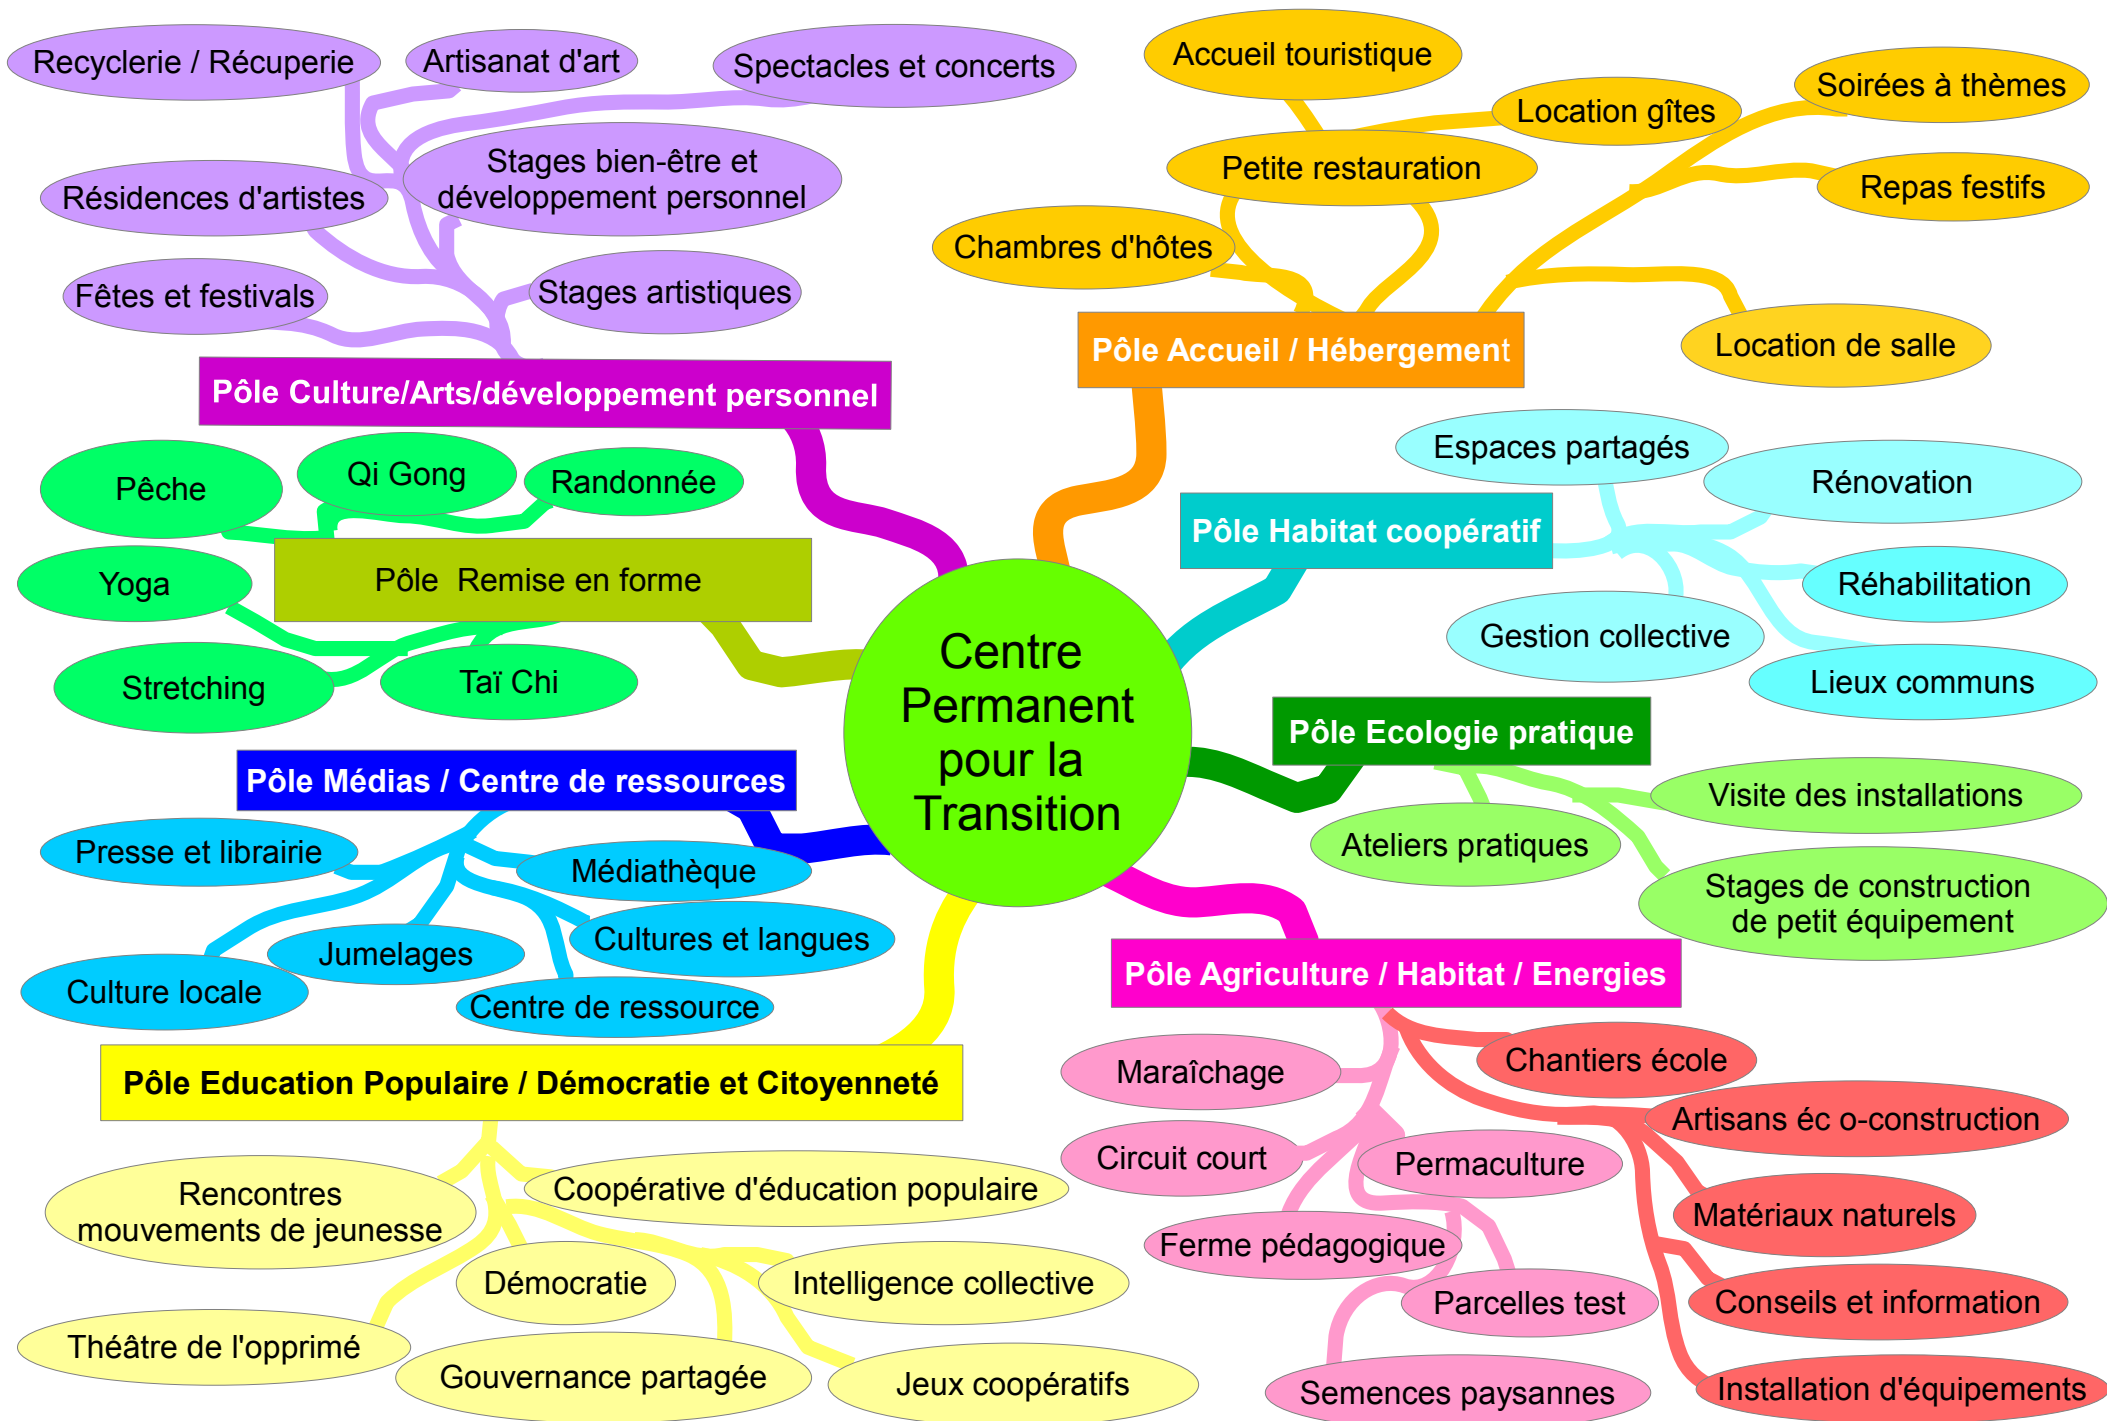 Recyclerie / Récuperie
Artisanat d'art
Spectacles et concerts
Résidences d'artistes
Stages bien-être et
développement personnel
Fêtes et festivals
Stages artistiques
Pôle Culture/Arts/développement personnel
Accueil touristique
Location gîtes
Soirées à thèmes
Petite restauration
Repas festifs
Chambres d'hôtes
Location de salle
Pôle Accueil / Hébergement
Pêche
Qi Gong
Randonnée
Pôle  Remise en forme
Yoga
Stretching
Taï Chi
Espaces partagés
Rénovation
Pôle Habitat coopératif
Réhabilitation
Gestion collective
Lieux communs
Centre
Permanent
pour la
Transition
Pôle Ecologie pratique
Visite des installations
Ateliers pratiques
Stages de construction
de petit équipement
Pôle Médias / Centre de ressources
Presse et librairie
Médiathèque
Cultures et langues
Jumelages
Culture locale
Centre de ressource
Pôle Agriculture / Habitat / Energies
Maraîchage
Chantiers école
Artisans éc o-construction
Circuit court
Permaculture
Matériaux naturels
Ferme pédagogique
Parcelles test
Conseils et information
Semences paysannes
Installation d'équipements
Pôle Education Populaire / Démocratie et Citoyenneté
Rencontres
mouvements de jeunesse
Coopérative d'éducation populaire
Démocratie
Intelligence collective
Théâtre de l'opprimé
Gouvernance partagée
Jeux coopératifs